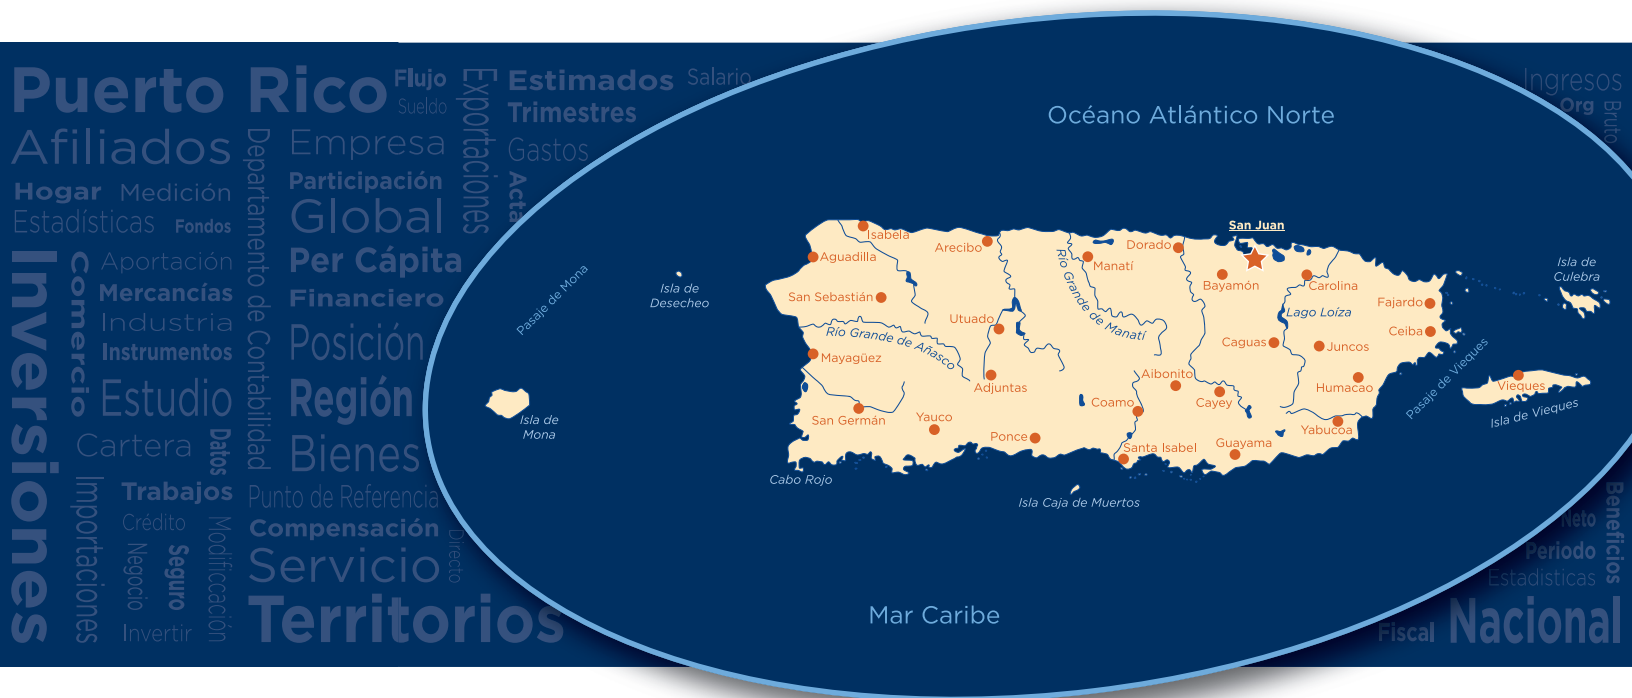 Puerto Rico
Flujo
Sueldo
Exportaciones
Estimados
Salario
Trimestres
Gastos
Acta
Afiliados
Departamento de Contabilidad
Empresa
Hogar
Medición
Participación
Estadísticas
Fondos
Global
Inversiones
Comercio
Aportación
Per Cápita
Mercancías
Financiero
Industria
Instrumentos
Posición
Estudio
Región
Cartera
Datos
Bienes
Importaciones
Trabajos
Punto de Referencia
Crédito
Modificcación
Compensación
Directo
Negocio
Seguro
Servicio
Invertir
Territorios
Océano Atlántico Norte
San Juan
Isabela
Arecibo
Dorado
Aguadilla
Manatí
Bayamón
Carolina
Isla de
Culebra
Pasaje de Mona
Isla de
Desecheo
San Sebastián
Río Grande de Manatí
Fajardo
Utuado
Lago Loíza
Ceiba
Río Grande de Añasco
Caguas
Juncos
Mayagüez
Adjuntas
Aibonito
Humacao
Pasaje de Vieques
Vieques
Isla de Vieques
Isla de
Mona
San Germán
Yauco
Coamo
Cayey
Yabucoa
Ponce
Santa Isabel
Guayama
Cabo Rojo
Isla Caja de Muertos
Mar Caribe
Ingresos
Org
Bruto
Beneficios
Neto
Periodo
Estadisticas
Fiscal
Nacional